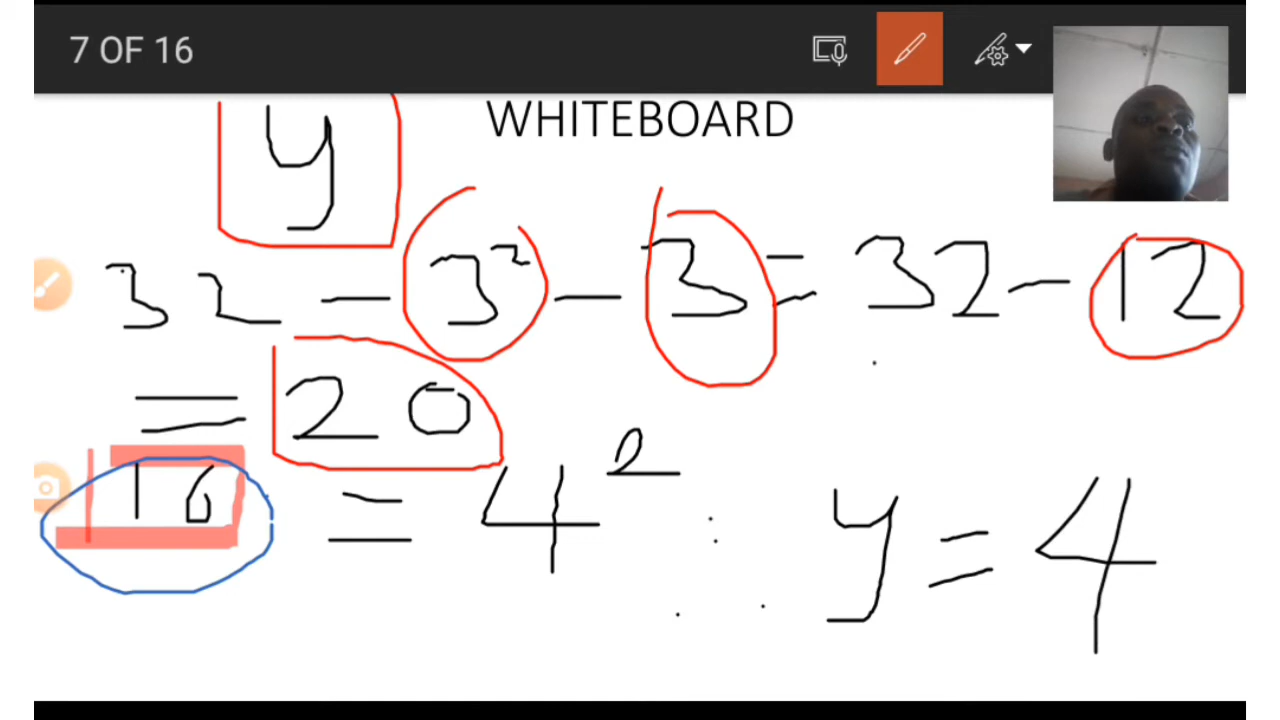 7 OF 16
WHITEBOARD
y
32 - 3² - 3 = 32 - 12
= 20
16 = 4² ∴ y = 4